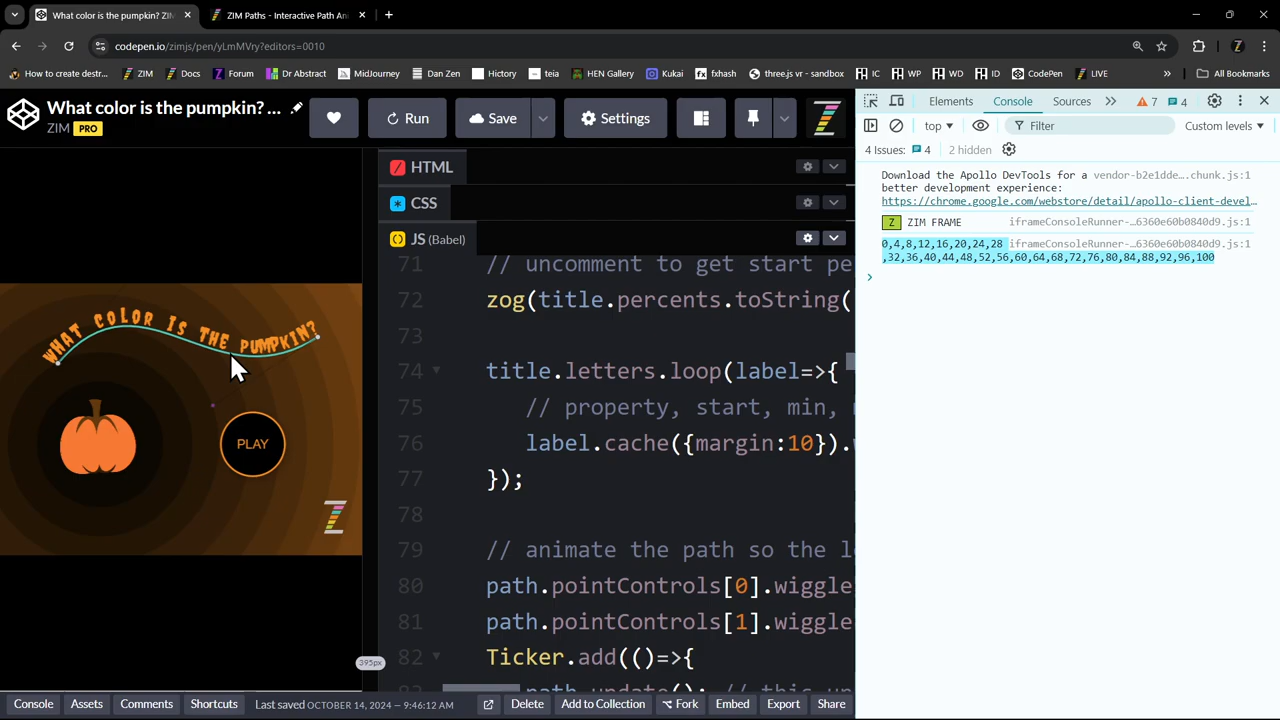 What color is the pumpkin? ZIM
ZIM Paths - Interactive Path Ani
codepen.io/zimjs/pen/yLmMVry?editors=0010
How to create destr...
ZIM
Docs
Forum
Dr Abstract
MidJourney
Dan Zen
Hictory
teia
HEN Gallery
Kukai
fxhash
three.js vr - sandbox
IC
WP
WD
ID
CodePen
LIVE
»
All Bookmarks
What color is the pumpkin? ...
ZIM PRO
Run
Save
Settings
HTML
CSS
JS (Babel)
71 // uncomment to get start pe
72 zog(title.percents.toString(
73
74 title.letters.loop(label=>{
75 // property, start, min,
76 label.cache({margin:10}).
77 });
78
79 // animate the path so the l
80 path.pointControls[0].wiggle
81 path.pointControls[1].wiggle
82 Ticker.add(()=>{
path.update(); // this
WHAT COLOR IS THE PUMPKIN?
PLAY
395px
Elements
Console
Sources
»
7
4
top
Filter
Custom levels
4 Issues: 4
2 hidden
Download the Apollo DevTools for a vendor-b2e1dde….chunk.js:1
better development experience:
https://chrome.google.com/webstore/detail/apollo-client-devel…
Z ZIM FRAME iframeConsoleRunner-…6360e60b0840d9.js:1
0,4,8,12,16,20,24,28 iframeConsoleRunner-…6360e60b0840d9.js:1
,32,36,40,44,48,52,56,60,64,68,72,76,80,84,88,92,96,100
Console
Assets
Comments
Shortcuts
Last saved OCTOBER 14, 2024 — 9:46:12 AM
Delete
Add to Collection
Fork
Embed
Export
Share